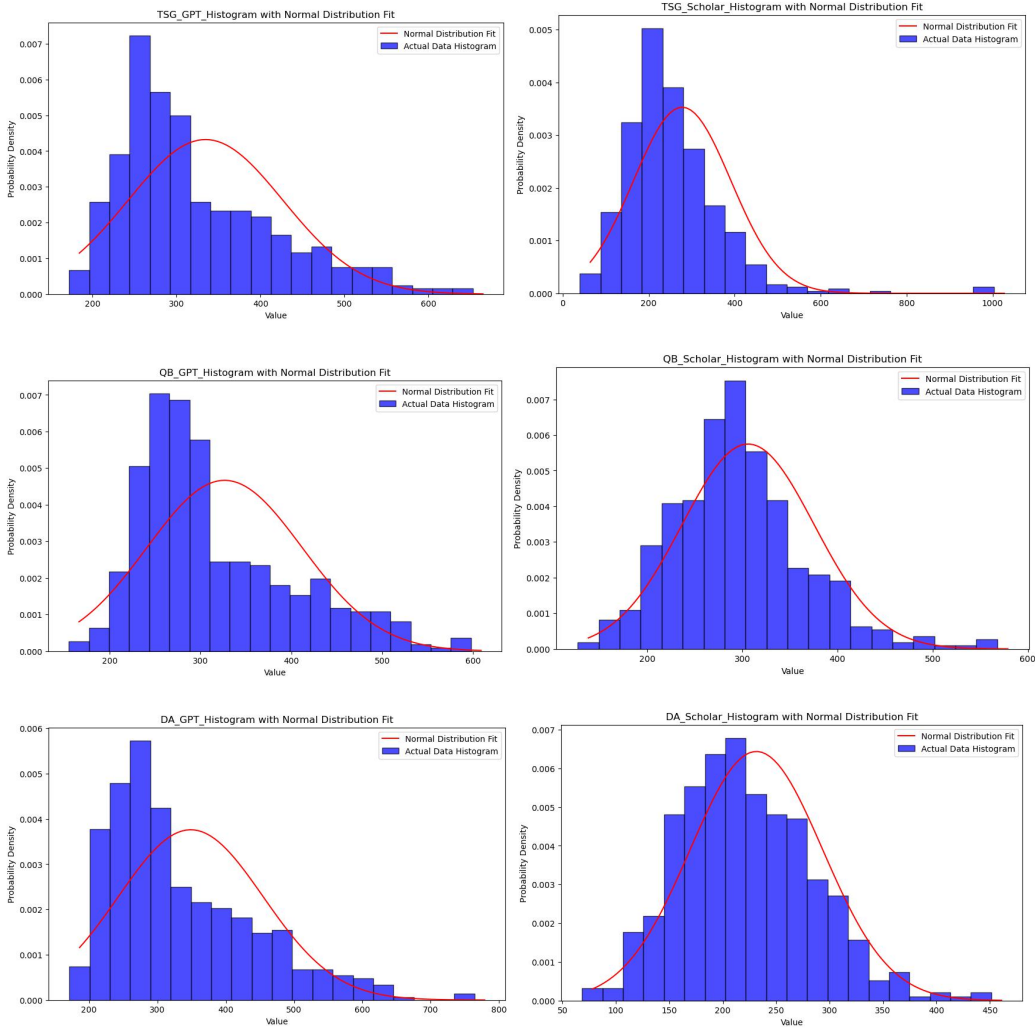 TSG_GPT_Histogram with Normal Distribution Fit
Normal Distribution Fit
Actual Data Histogram
Probability Density
0.007
0.006
0.005
0.004
0.003
0.002
0.001
0.000
200
300
400
500
600
Value
TSG_Scholar_Histogram with Normal Distribution Fit
Normal Distribution Fit
Actual Data Histogram
Probability Density
0.005
0.004
0.003
0.002
0.001
0.000
0
200
400
600
800
1000
Value
QB_GPT_Histogram with Normal Distribution Fit
Normal Distribution Fit
Actual Data Histogram
Probability Density
0.007
0.006
0.005
0.004
0.003
0.002
0.001
0.000
200
300
400
500
600
Value
QB_Scholar_Histogram with Normal Distribution Fit
Normal Distribution Fit
Actual Data Histogram
Probability Density
0.007
0.006
0.005
0.004
0.003
0.002
0.001
0.000
200
300
400
500
600
Value
DA_GPT_Histogram with Normal Distribution Fit
Normal Distribution Fit
Actual Data Histogram
Probability Density
0.006
0.005
0.004
0.003
0.002
0.001
0.000
200
300
400
500
600
700
800
Value
DA_Scholar_Histogram with Normal Distribution Fit
Normal Distribution Fit
Actual Data Histogram
Probability Density
0.007
0.006
0.005
0.004
0.003
0.002
0.001
0.000
50
100
150
200
250
300
350
400
450
Value